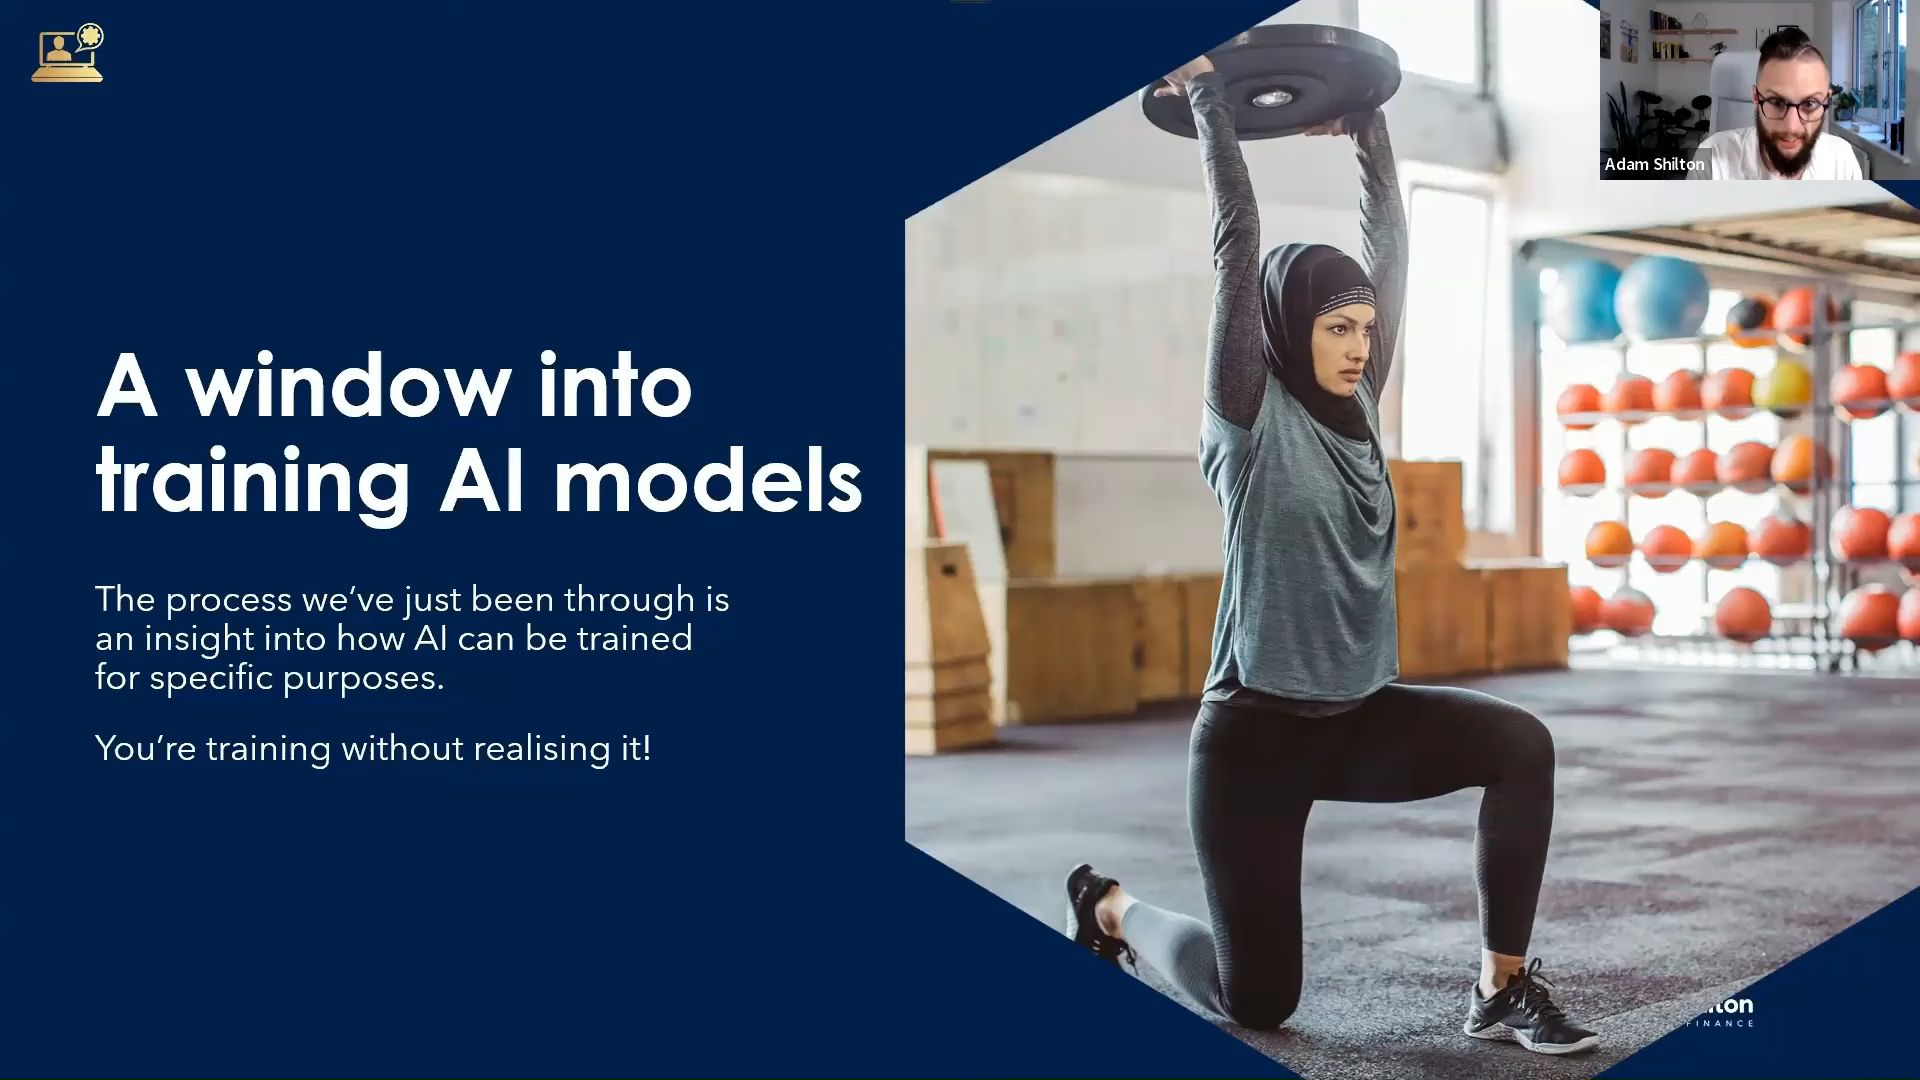 Adam Shilton
A window into
training AI models
The process we’ve just been through is
an insight into how AI can be trained
for specific purposes.
You’re training without realising it!
FINANCE